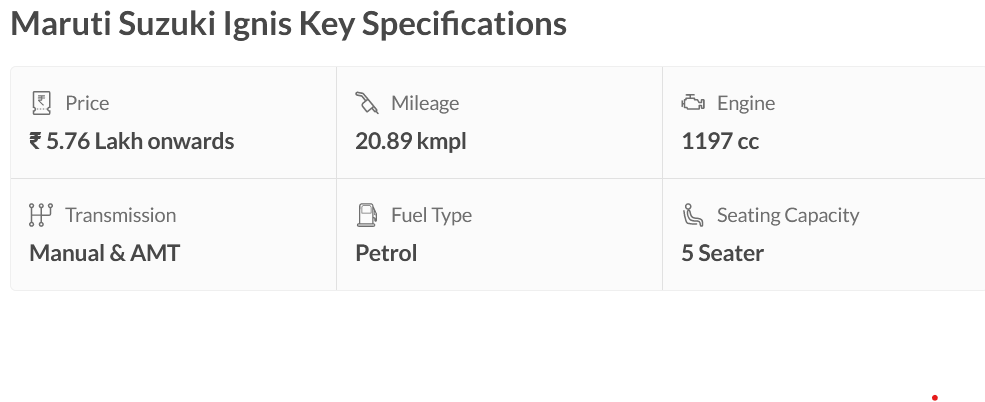 Maruti Suzuki Ignis Key Specifications
Price
₹ 5.76 Lakh onwards
Mileage
20.89 kmpl
Engine
1197 cc
Transmission
Manual & AMT
Fuel Type
Petrol
Seating Capacity
5 Seater